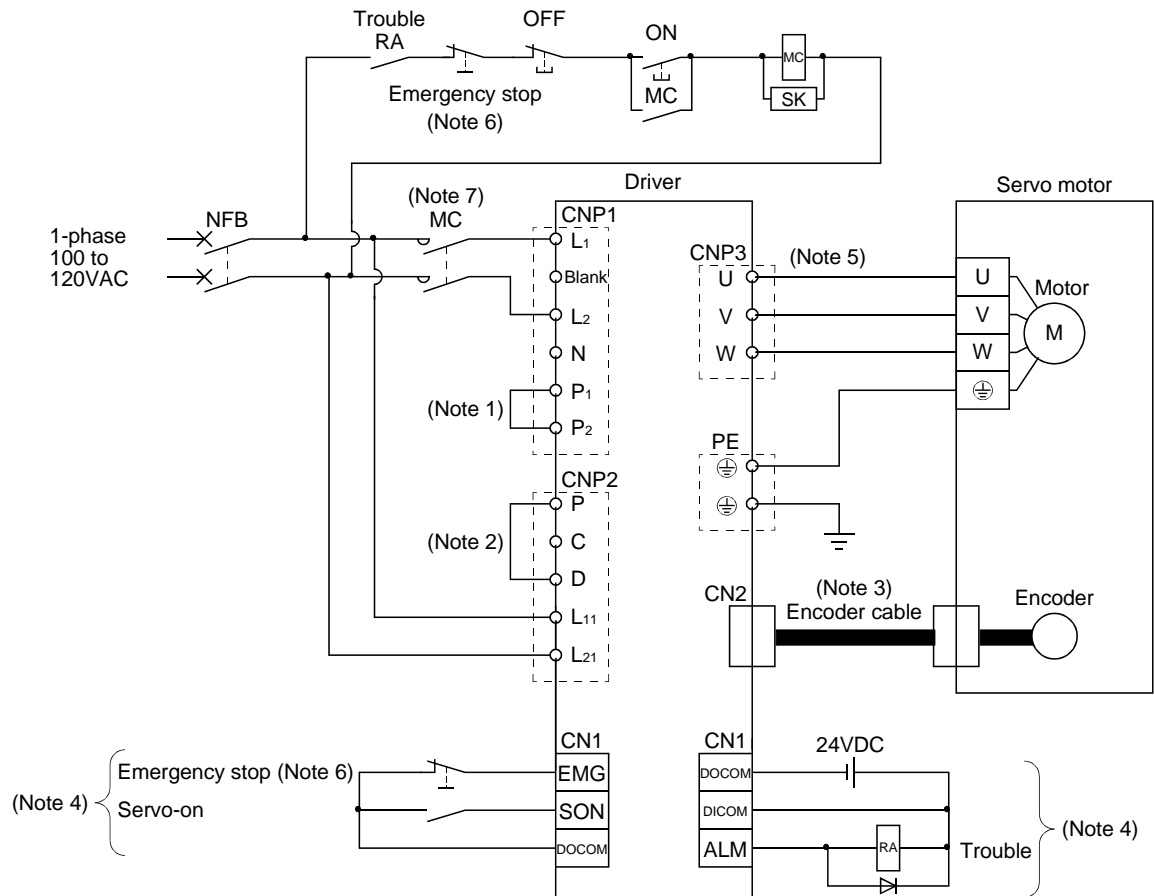 Trouble
RA
OFF
ON
MC
Emergency stop
(Note 6)
MC
SK
1-phase
100 to
120VAC
NFB
(Note 7)
MC
Driver
Servo motor
CNP1
L1
Blank
L2
N
P1
P2
(Note 1)
CNP2
P
C
D
L11
L21
(Note 2)
CNP3
U
V
W
(Note 5)
U
V
W
Motor
M
PE
CN2
(Note 3)
Encoder cable
Encoder
(Note 4)
Emergency stop (Note 6)
Servo-on
CN1
EMG
SON
DOCOM
CN1
DOCOM
DICOM
ALM
24VDC
RA
Trouble
(Note 4)